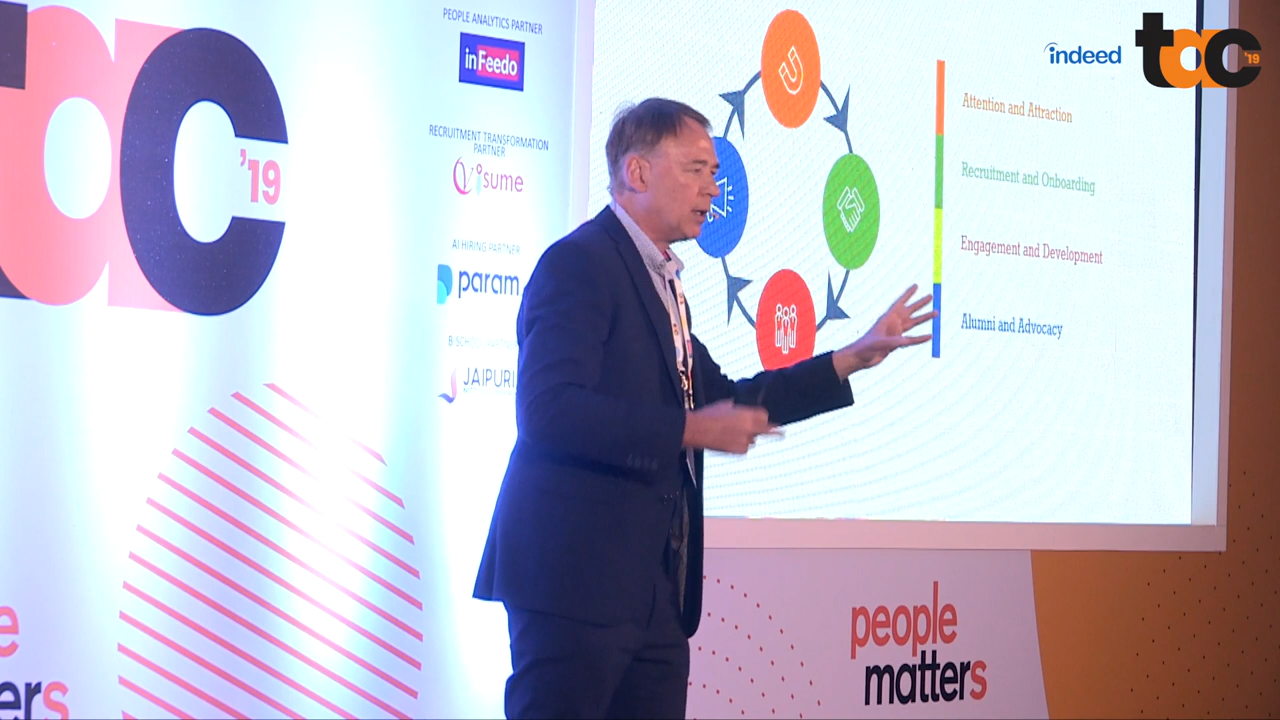 tac
'19
PEOPLE ANALYTICS PARTNER
inFeedo
RECRUITMENT TRANSFORMATION
PARTNER
AI HIRING PARTNER
param
JAIPURI
indeed
tac
'19
Attention and Attraction
Recruitment and Onboarding
Engagement and Development
Alumni and Advocacy
people
matters
e
ers